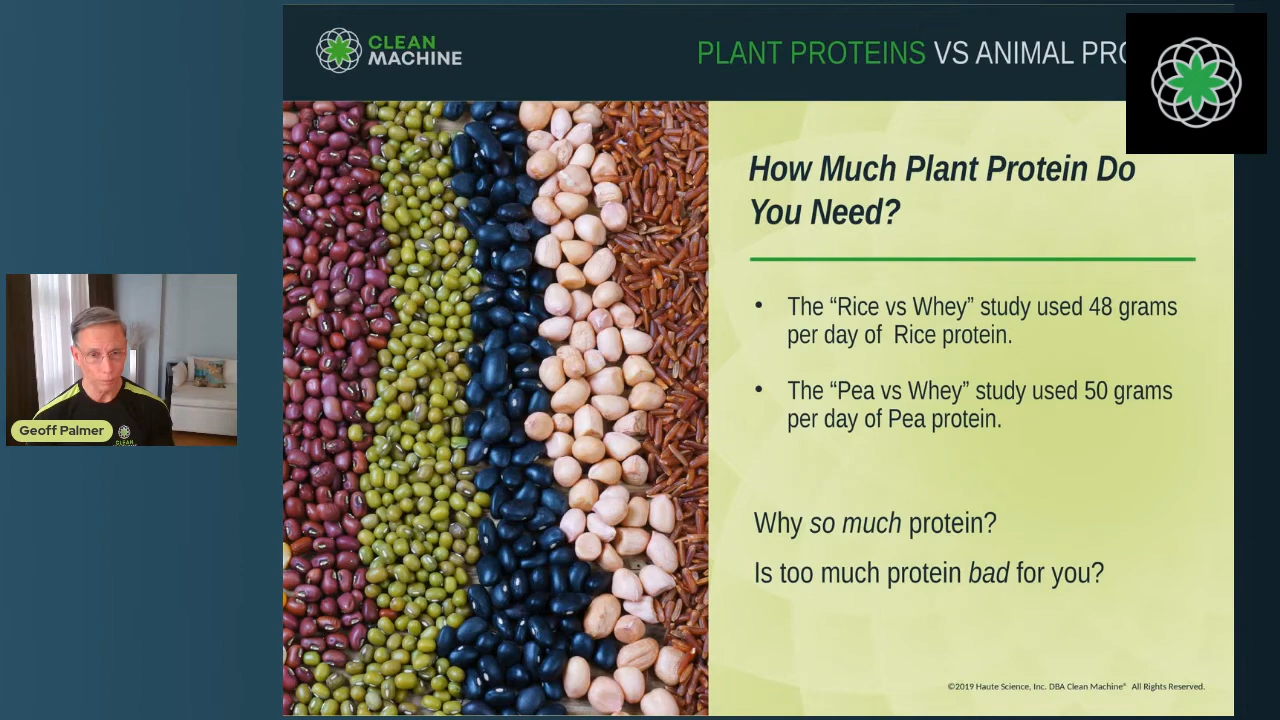 CLEAN
MACHINE
PLANT PROTEINS VS ANIMAL
How Much Plant Protein Do
You Need?
• The “Rice vs Whey” study used 48 grams
per day of Rice protein.
• The “Pea vs Whey” study used 50 grams
per day of Pea protein.
Why so much protein?
Is too much protein bad for you?
©2019 Haute Science, Inc. DBA Clean Machine® All Rights Reserved.
Geoff Palmer
CLEAN